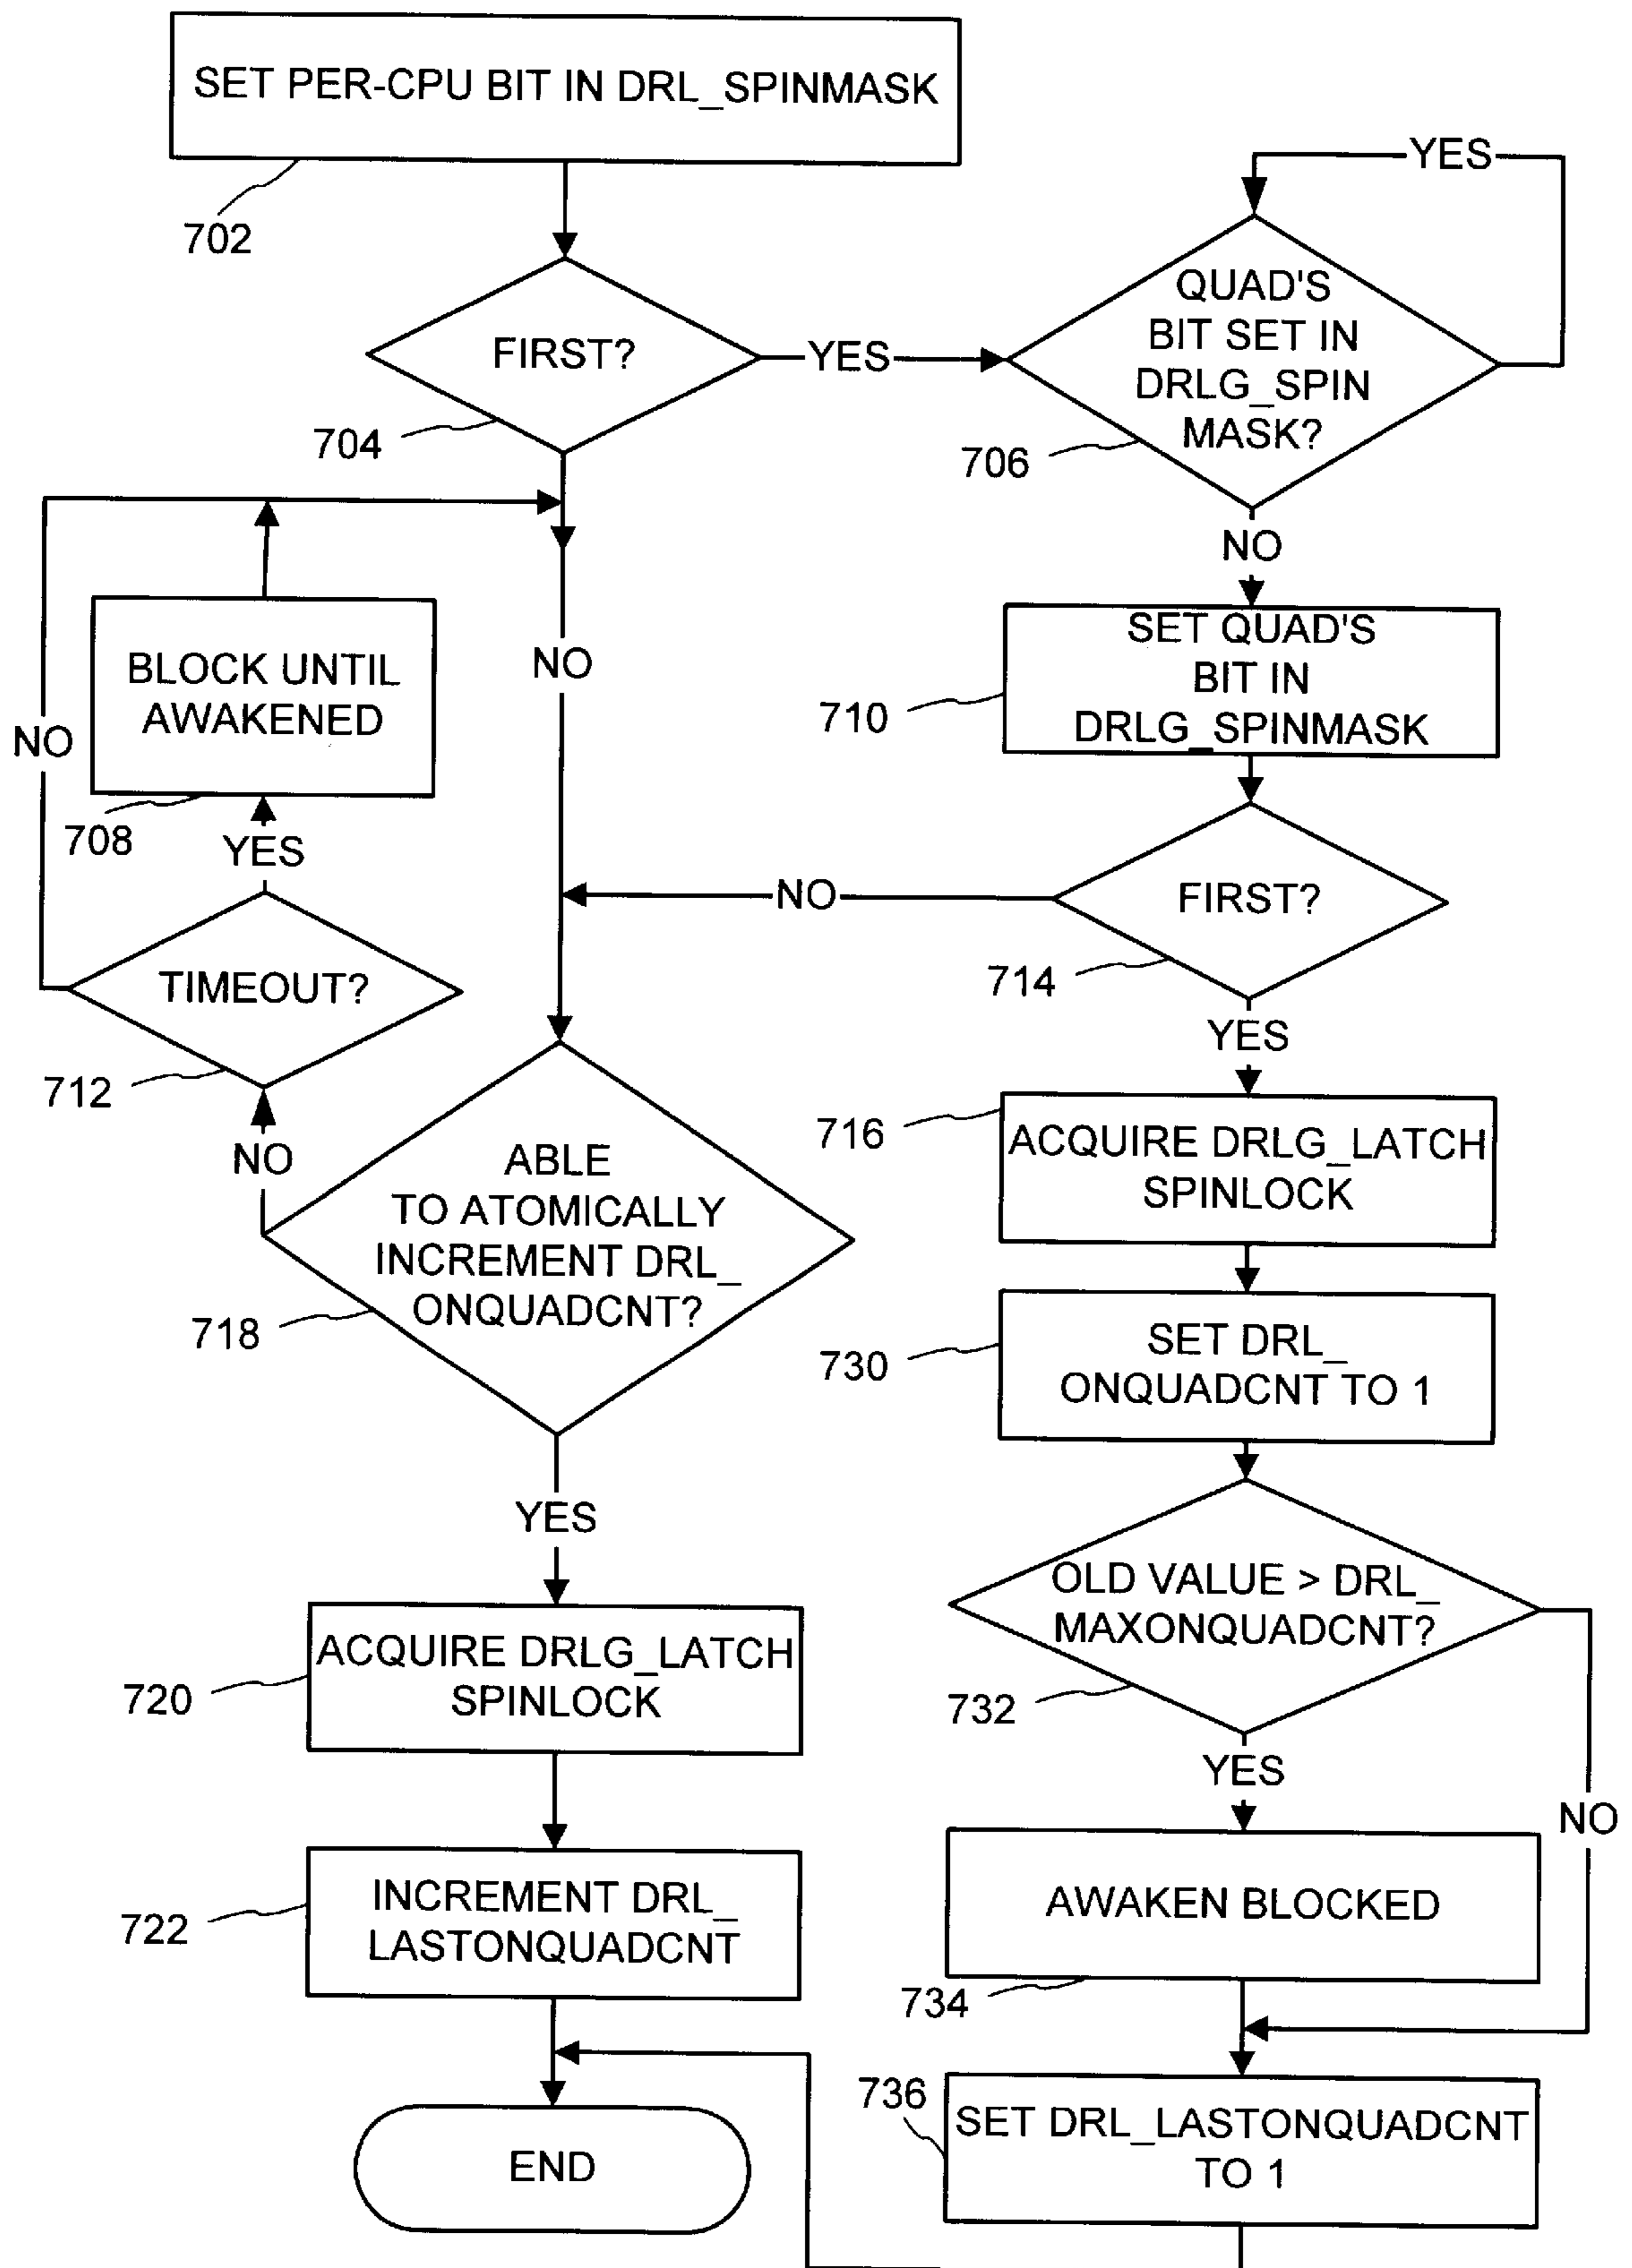 SET PER-CPU BIT IN DRL_SPINMASK
702
YES
FIRST?
YES
704
QUAD'S
BIT SET IN
DRLG_SPIN
MASK?
706
NO
BLOCK UNTIL
AWAKENED
708
NO
NO
SET QUAD'S
BIT IN
DRLG_SPINMASK
710
YES
NO
FIRST?
714
TIMEOUT?
712
NO
YES
ABLE
TO ATOMICALLY
INCREMENT DRL_
ONQUADCNT?
718
ACQUIRE DRLG_LATCH
SPINLOCK
716
SET DRL_
ONQUADCNT TO 1
730
YES
OLD VALUE > DRL_
MAXONQUADCNT?
732
ACQUIRE DRLG_LATCH
SPINLOCK
720
YES
NO
INCREMENT DRL_
LASTONQUADCNT
722
AWAKEN BLOCKED
734
END
736
SET DRL_LASTONQUADCNT
TO 1